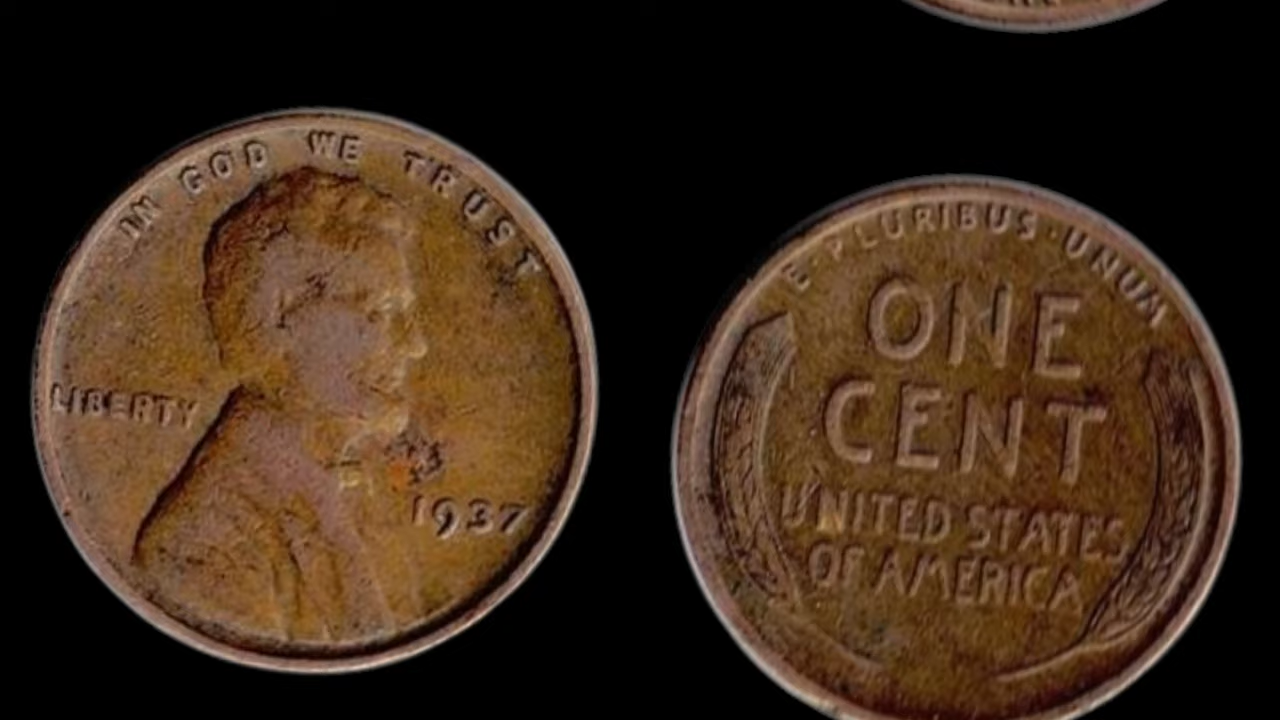 IN GOD WE TRUST
LIBERTY
1937
E·PLURIBUS·UNUM
ONE
CENT
UNITED STATES
OF AMERICA